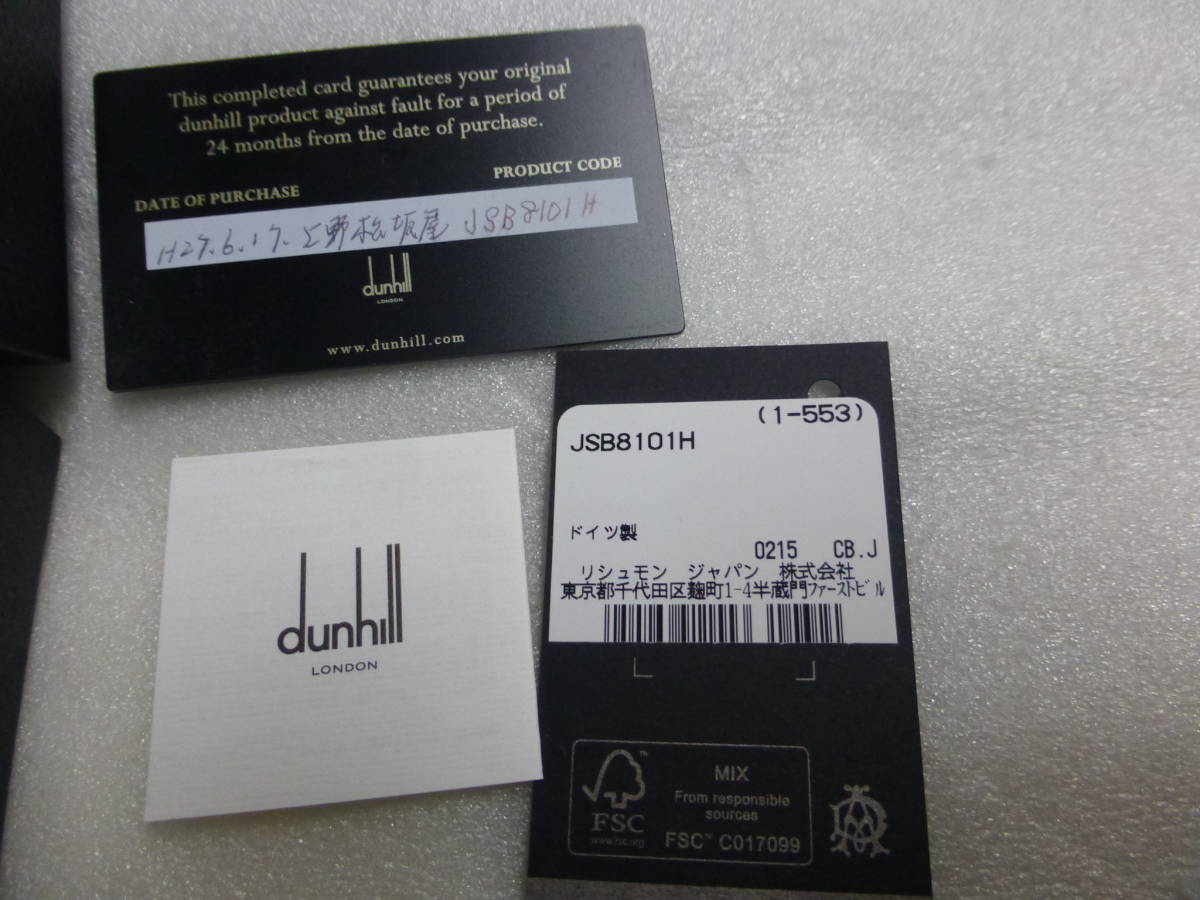 This completed card guarantees your original
dunhill product against fault for a period of
24 months from the date of purchase.
DATE OF PURCHASE PRODUCT CODE
H27.6.17. 上野松坂屋 JSB8101H
dunhill
LONDON
www.dunhill.com
dunhill
LONDON
(1-553)
JSB8101H
ドイツ製
0215 CB.J
リシュモン ジャパン 株式会社
東京都千代田区麹町1-4半蔵門ファーストビル
FSC™
www.fsc.org
MIX
From responsible
sources
FSC™ C017099